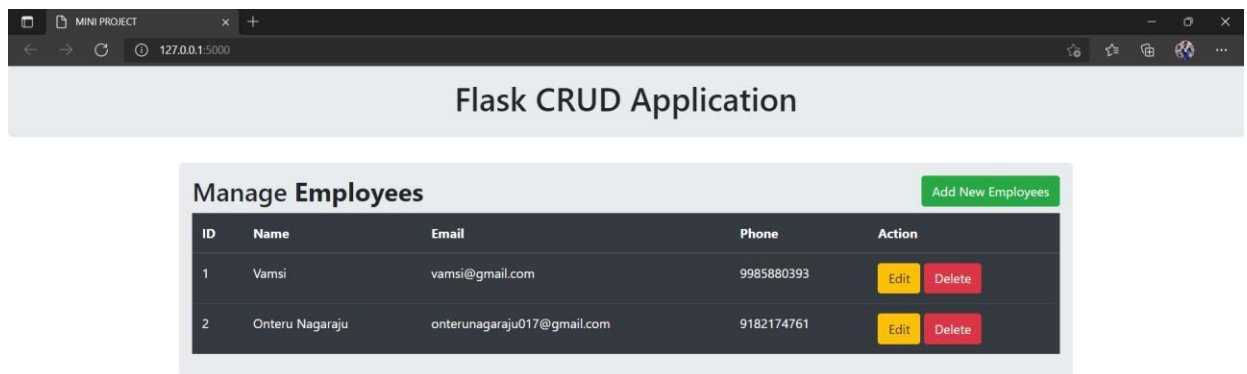 MINI PROJECT
127.0.0.1:5000
Flask CRUD Application
Manage Employees
Add New Employees
ID Name Email Phone Action
1 Vamsi vamsi@gmail.com 9985880393 Edit Delete
2 Onteru Nagaraju onterunagaraju017@gmail.com 9182174761 Edit Delete